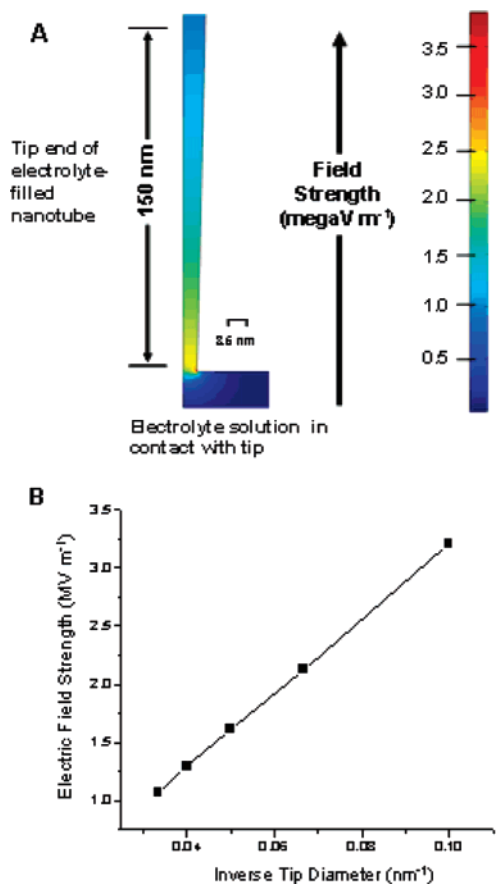 A
Tip end of
electrolyte-
filled
nanotube
150 nm
Field
Strength
(megaV m⁻¹)
3.5
3.0
2.5
2.0
1.5
1.0
0.5
Electrolyte solution in
contact with tip
B
Electric Field Strength (MV m⁻¹)
3.5
3.0
2.5
2.0
1.5
1.0
0.04
0.06
0.08
0.10
Inverse Tip Diameter (nm⁻¹)